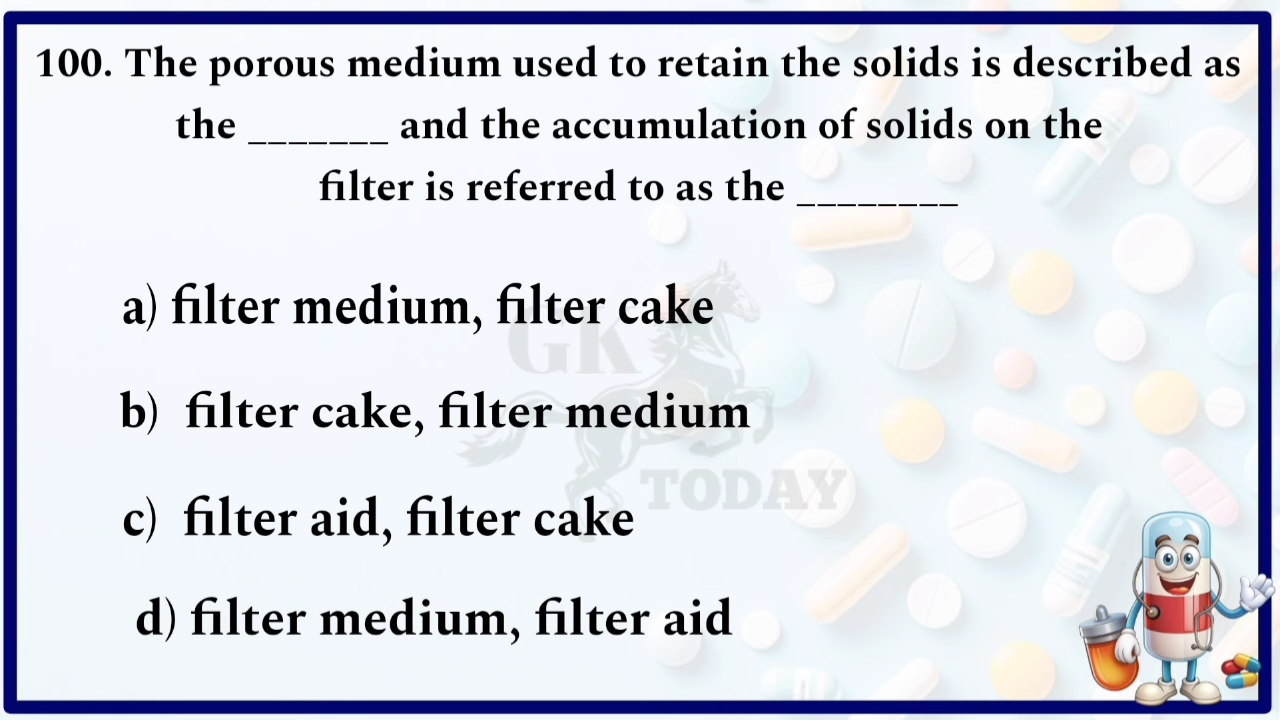 100. The porous medium used to retain the solids is described as
the _______ and the accumulation of solids on the
filter is referred to as the ________
a) filter medium, filter cake
GK
b) filter cake, filter medium
TODAY
c) filter aid, filter cake
d) filter medium, filter aid